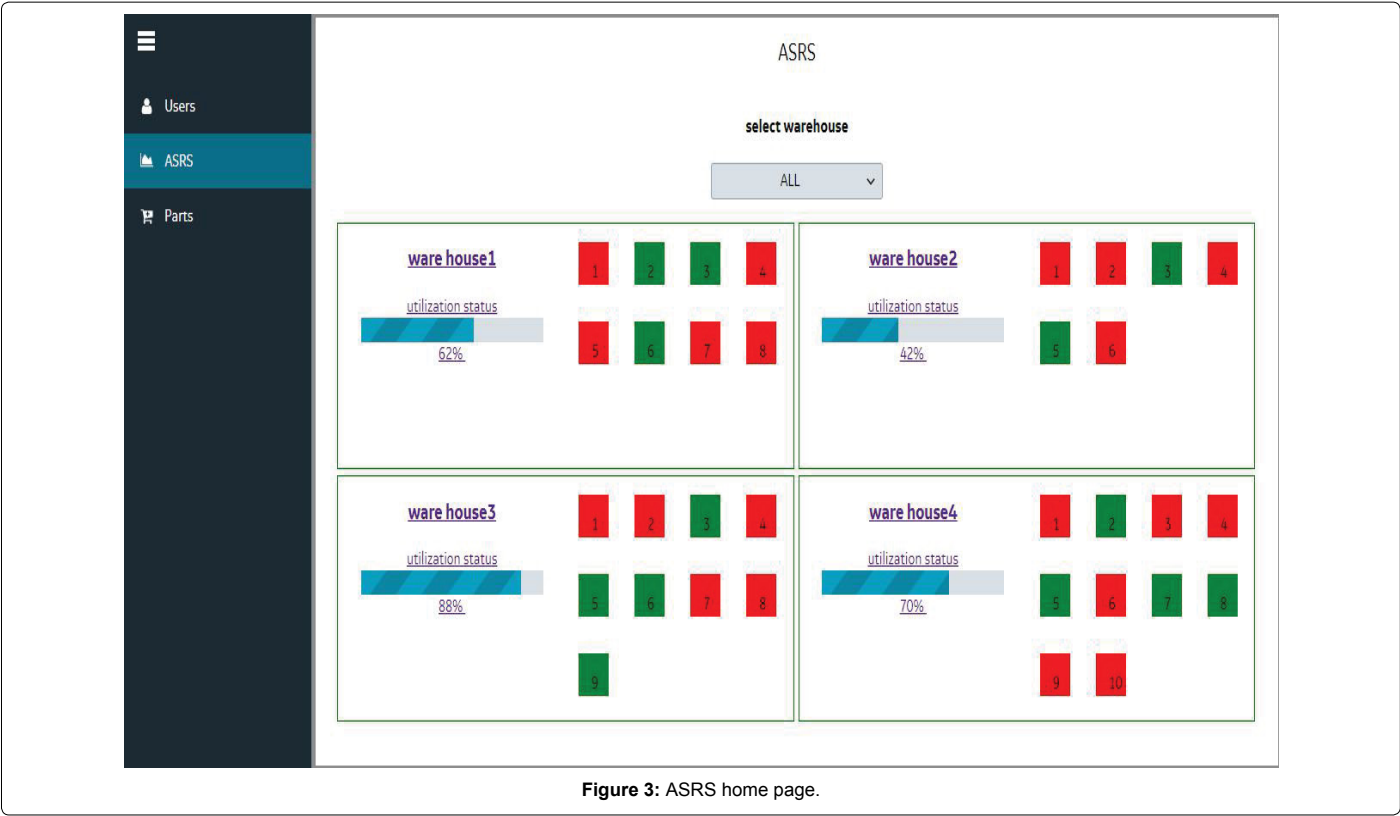 Users
ASRS
Parts
ASRS
select warehouse
ALL
ware house1
utilization status
62%
1 2 3 4
5 6 7 8
ware house2
utilization status
42%
1 2 3 4
5 6
ware house3
utilization status
88%
1 2 3 4
5 6 7 8
9
ware house4
utilization status
70%
1 2 3 4
5 6 7 8
9 10
Figure 3: ASRS home page.